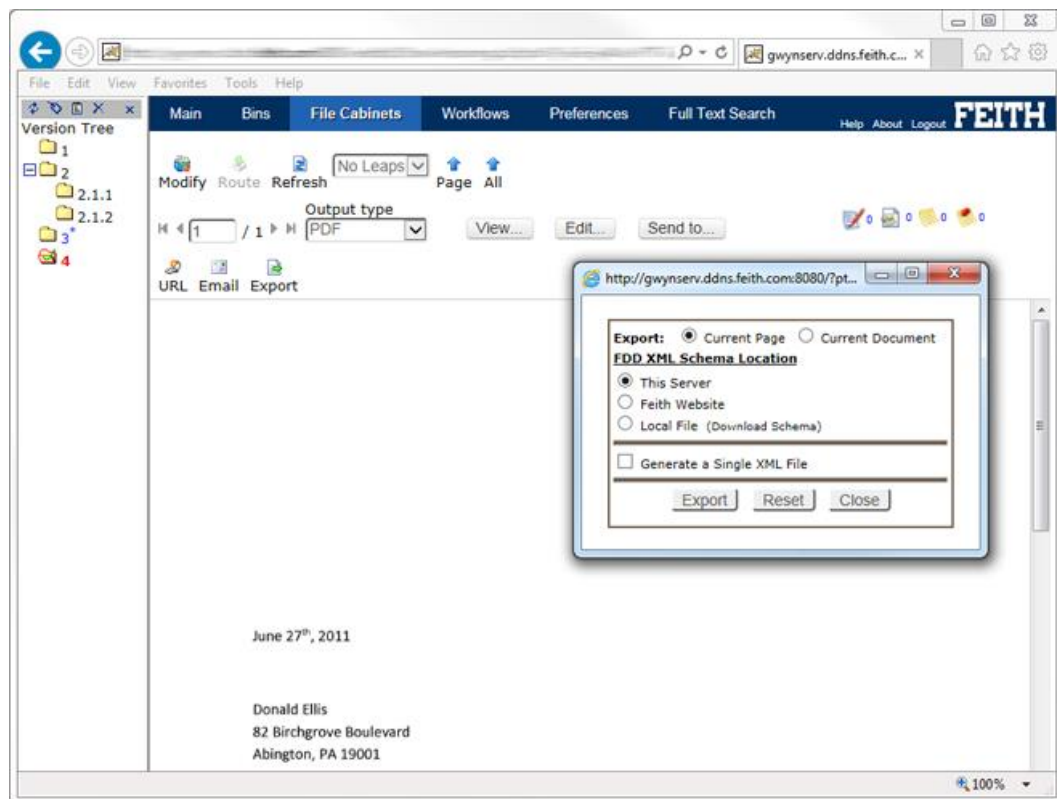 gwynserv.ddns.feith.c...
File Edit View Favorites Tools Help
Version Tree
1
2
2.1.1
2.1.2
3*
4
Main Bins File Cabinets Workflows Preferences Full Text Search
Help About Logout FEITH
No Leaps
Modify Route Refresh Page All
Output type
1 / 1 PDF View... Edit... Send to... 0 0 0 0
URL Email Export
http://gwynserv.ddns.feith.com:8080/?pt...
Export: Current Page Current Document
FDD XML Schema Location
This Server
Feith Website
Local File (Download Schema)
Generate a Single XML File
Export Reset Close
June 27th, 2011
Donald Ellis
82 Birchgrove Boulevard
Abington, PA 19001
100%